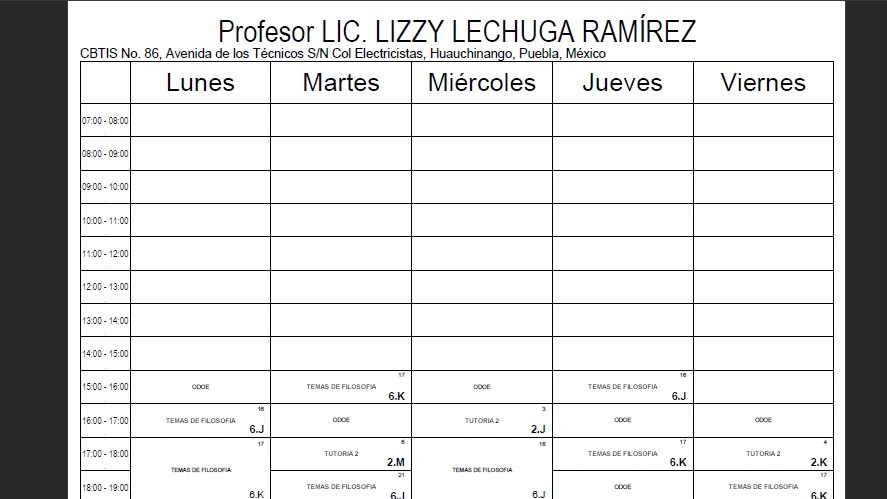 Profesor LIC. LIZZY LECHUGA RAMÍREZ
CBTIS No. 86, Avenida de los Técnicos S/N Col Electricistas, Huauchinango, Puebla, México
Lunes Martes Miércoles Jueves Viernes
07:00 - 08:00
08:00 - 09:00
09:00 - 10:00
10:00 - 11:00
11:00 - 12:00
12:00 - 13:00
13:00 - 14:00
14:00 - 15:00
17 16
15:00 - 16:00 ODOE TEMAS DE FILOSOFIA ODOE TEMAS DE FILOSOFIA
6.K 6.J
16 3
16:00 - 17:00 TEMAS DE FILOSOFIA ODOE TUTORIA 2 ODOE ODOE
6.J 2.J
17 6 16 17 4
17:00 - 18:00 TUTORIA 2 TEMAS DE FILOSOFIA TUTORIA 2
2.M 6.K 2.K
TEMAS DE FILOSOFIA TEMAS DE FILOSOFIA
21 17
18:00 - 19:00 TEMAS DE FILOSOFIA ODOE TEMAS DE FILOSOFIA
6.K 6.J 6.J 6.K